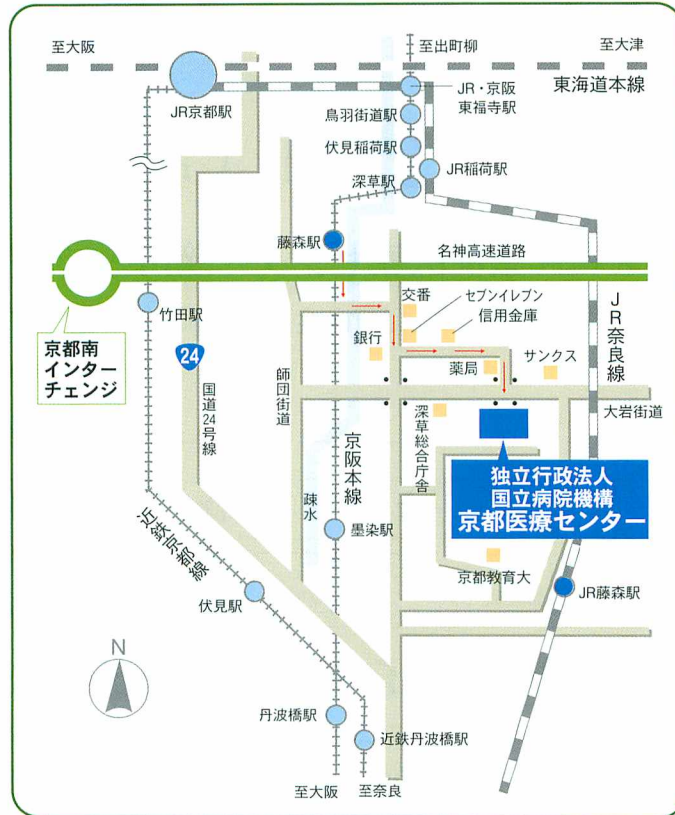 至大阪
至出町柳
至大津
東海道本線
JR京都駅
JR・京阪
東福寺駅
鳥羽街道駅
伏見稲荷駅
JR稲荷駅
深草駅
藤森駅
名神高速道路
竹田駅
交番
セブンイレブン
信用金庫
JR奈良線
京都南
インター
チェンジ
24
銀行
薬局
サンクス
国道24号線
師団街道
大岩街道
深草総合庁舎
京阪本線
独立行政法人
国立病院機構
京都医療センター
疎水
墨染駅
近鉄京都線
京都教育大
JR藤森駅
伏見駅
N
丹波橋駅
近鉄丹波橋駅
至大阪
至奈良